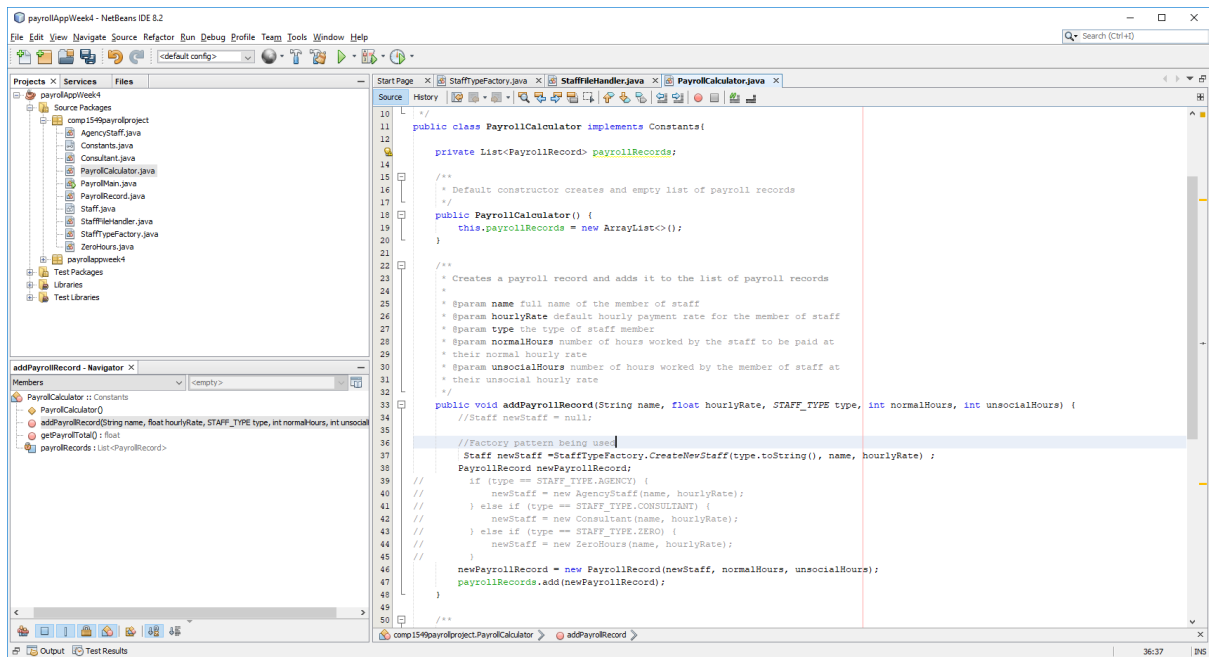 payrollAppWeek4 - NetBeans IDE 8.2
File Edit View Navigate Source Refactor Run Debug Profile Team Tools Window Help
Search (Ctrl+I)
<default config>
Projects Services Files
payrollAppWeek4
Source Packages
comp1549payrollproject
AgencyStaff.java
Constants.java
Consultant.java
PayrollCalculator.java
PayrollMain.java
PayrollRecord.java
Staff.java
StaffFileHandler.java
StaffTypeFactory.java
ZeroHours.java
payrollappweek4
Test Packages
Libraries
Test Libraries
addPayrollRecord - Navigator
Members <empty>
PayrollCalculator :: Constants
PayrollCalculator()
addPayrollRecord(String name, float hourlyRate, STAFF_TYPE type, int normalHours, int unsocial
getPayrollTotal() : float
payrollRecords : List<PayrollRecord>
Start Page StaffTypeFactory.java StaffFileHandler.java PayrollCalculator.java
Source History
10 */
11 public class PayrollCalculator implements Constants{
12
private List<PayrollRecord> payrollRecords;
14
15 /**
16 * Default constructor creates and empty list of payroll records
17 */
18 public PayrollCalculator() {
19 this.payrollRecords = new ArrayList<>();
20 }
21
22 /**
23 * Creates a payroll record and adds it to the list of payroll records
24 *
25 * @param name full name of the member of staff
26 * @param hourlyRate default hourly payment rate for the member of staff
27 * @param type the type of staff member
28 * @param normalHours number of hours worked by the staff to be paid at
29 * their normal hourly rate
30 * @param unsocialHours number of hours worked by the member of staff at
31 * their unsocial hourly rate
32 */
33 public void addPayrollRecord(String name, float hourlyRate, STAFF_TYPE type, int normalHours, int unsocialHours) {
34 //Staff newStaff = null;
35
36 //Factory pattern being used
37 Staff newStaff =StaffTypeFactory.CreateNewStaff(type.toString(), name, hourlyRate) ;
38 PayrollRecord newPayrollRecord;
39 // if (type == STAFF_TYPE.AGENCY) {
40 // newStaff = new AgencyStaff(name, hourlyRate);
41 // } else if (type == STAFF_TYPE.CONSULTANT) {
42 // newStaff = new Consultant(name, hourlyRate);
43 // } else if (type == STAFF_TYPE.ZERO) {
44 // newStaff = new ZeroHours(name, hourlyRate);
45 // }
46 newPayrollRecord = new PayrollRecord(newStaff, normalHours, unsocialHours);
47 payrollRecords.add(newPayrollRecord);
48 }
49
50 /**
comp1549payrollproject.PayrollCalculator addPayrollRecord
Output Test Results
36:37 INS